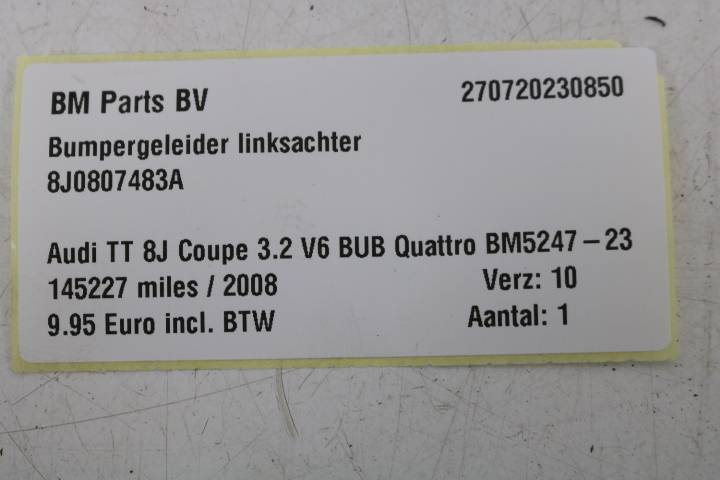 BM Parts BV 270720230850
Bumpergeleider linksachter
8J0807483A
Audi TT 8J Coupe 3.2 V6 BUB Quattro BM5247-23
145227 miles / 2008 Verz: 10
9.95 Euro incl. BTW Aantal: 1